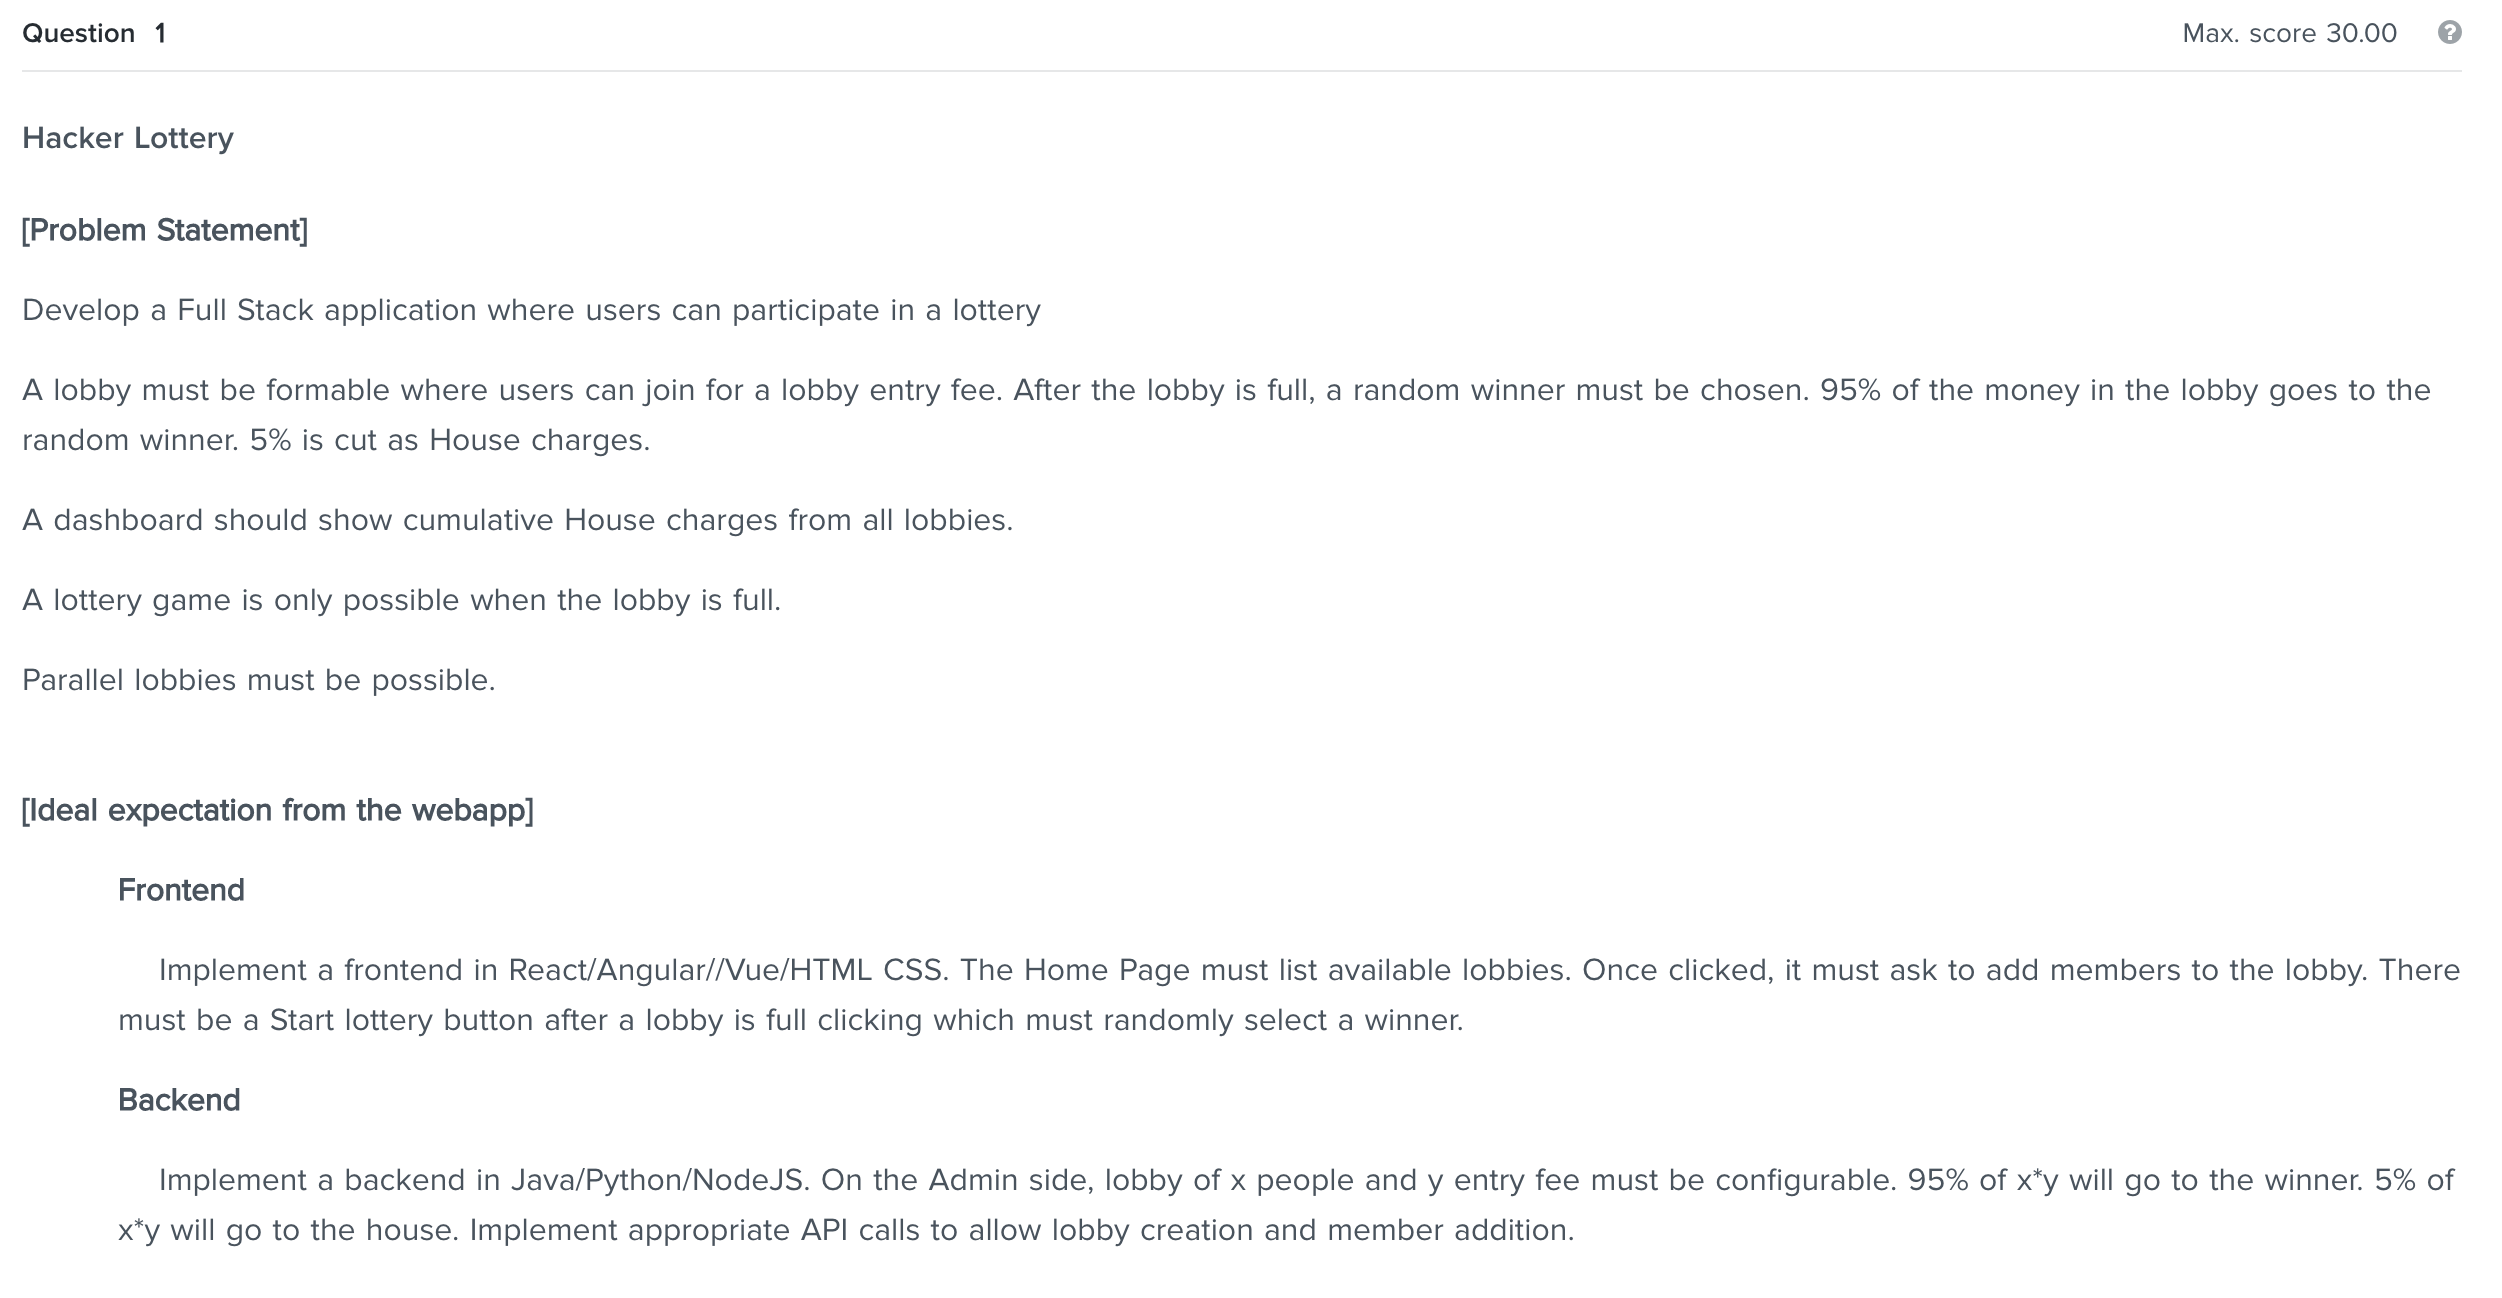 Question 1
Max. score 30.00
?
Hacker Lottery
[Problem Statement]
Develop a Full Stack application where users can participate in a lottery
A lobby must be formable where users can join for a lobby entry fee. After the lobby is full, a random winner must be chosen. 95% of the money in the lobby goes to the
random winner. 5% is cut as House charges.
A dashboard should show cumulative House charges from all lobbies.
A lottery game is only possible when the lobby is full.
Parallel lobbies must be possible.
[Ideal expectation from the webapp]
Frontend
Implement a frontend in React/Angular//Vue/HTML CSS. The Home Page must list available lobbies. Once clicked, it must ask to add members to the lobby. There
must be a Start lottery button after a lobby is full clicking which must randomly select a winner.
Backend
Implement a backend in Java/Python/NodeJS. On the Admin side, lobby of x people and y entry fee must be configurable. 95% of x*y will go to the winner. 5% of
x*y will go to the house. Implement appropriate API calls to allow lobby creation and member addition.